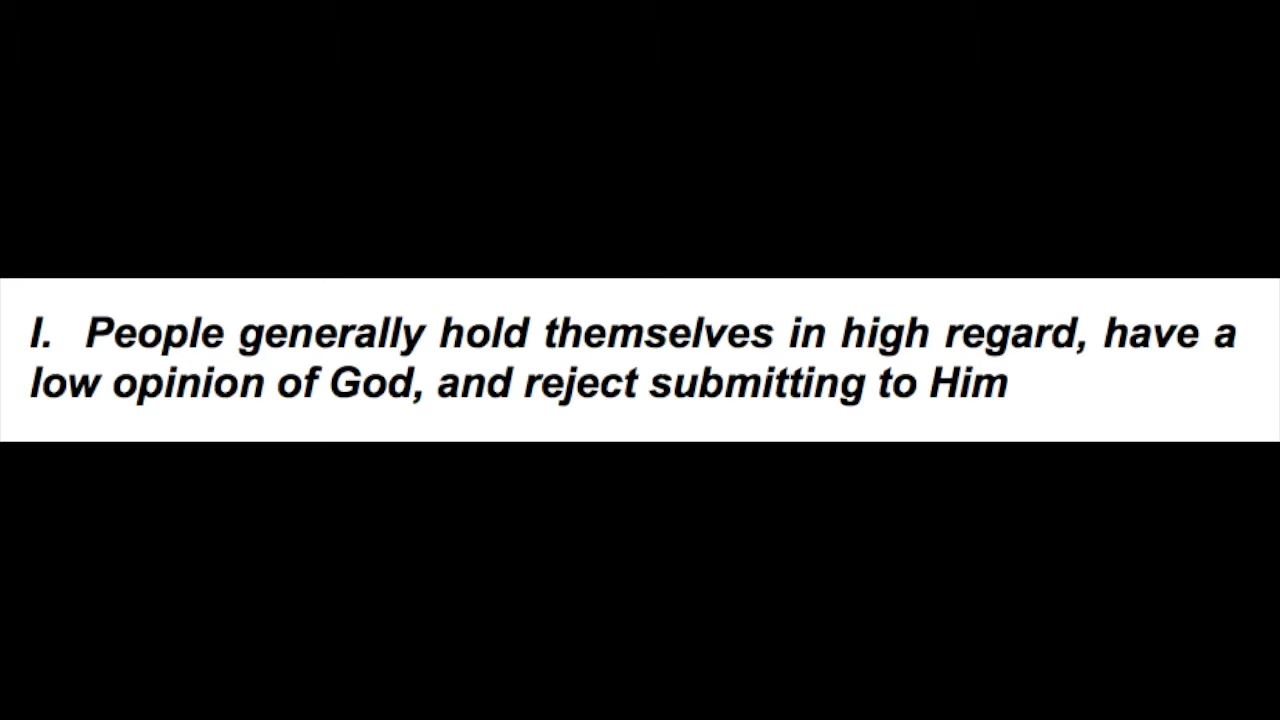 I. People generally hold themselves in high regard, have a
low opinion of God, and reject submitting to Him